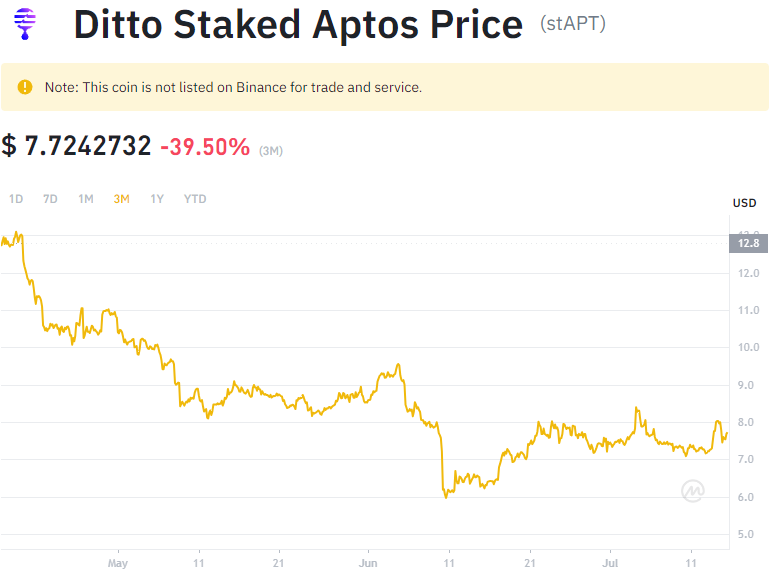 Ditto Staked Aptos Price (stAPT)
Note: This coin is not listed on Binance for trade and service.
$ 7.7242732 -39.50% (3M)
1D 7D 1M 3M 1Y YTD
USD
12.8
12.0
11.0
10.0
9.0
8.0
7.0
6.0
5.0
May 11 21 Jun 11 21 Jul 11